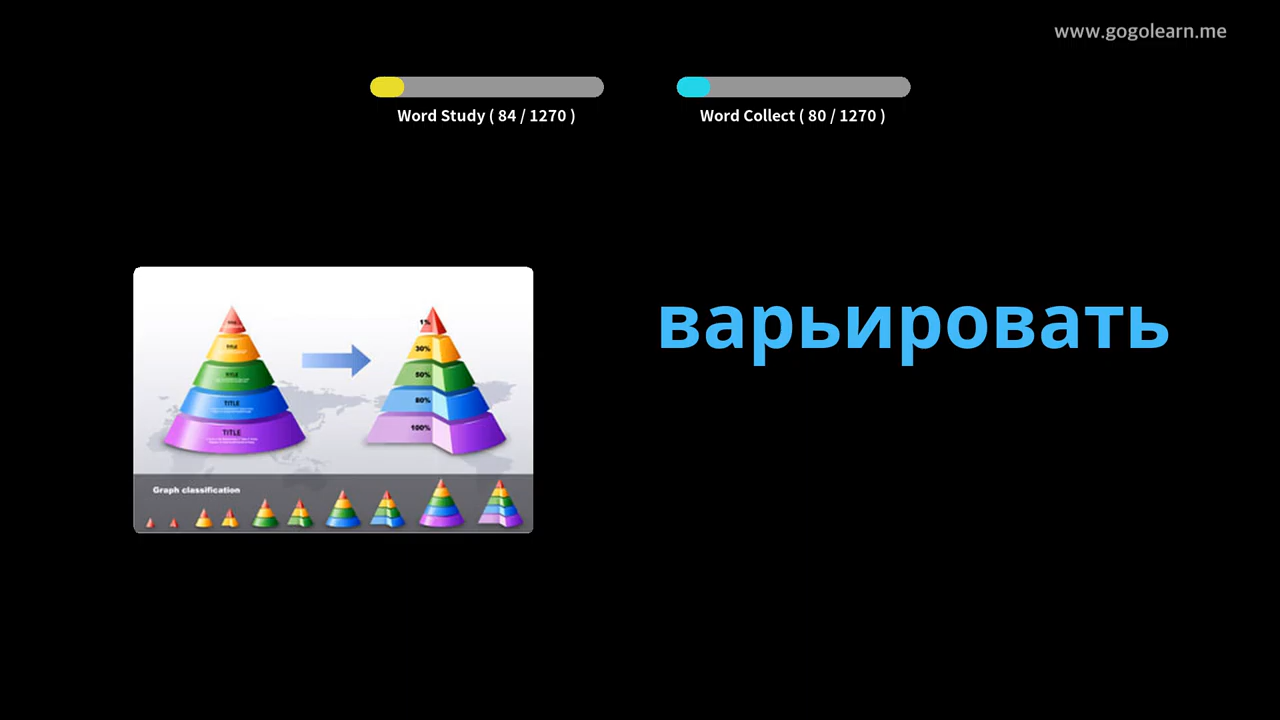 www.gogolearn.me
Word Study ( 84 / 1270 )
Word Collect ( 80 / 1270 )
варьировать
TITLE
TITLE
TITLE
TITLE
1%
30%
50%
80%
100%
Graph classification